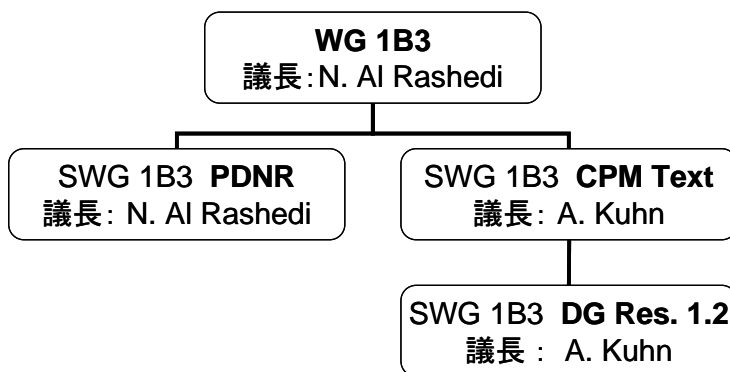 WG 1B3
議長：N. Al Rashedi
SWG 1B3 PDNR
議長： N. Al Rashedi
SWG 1B3 CPM Text
議長： A. Kuhn
SWG 1B3 DG Res. 1.2
議長 ： A. Kuhn